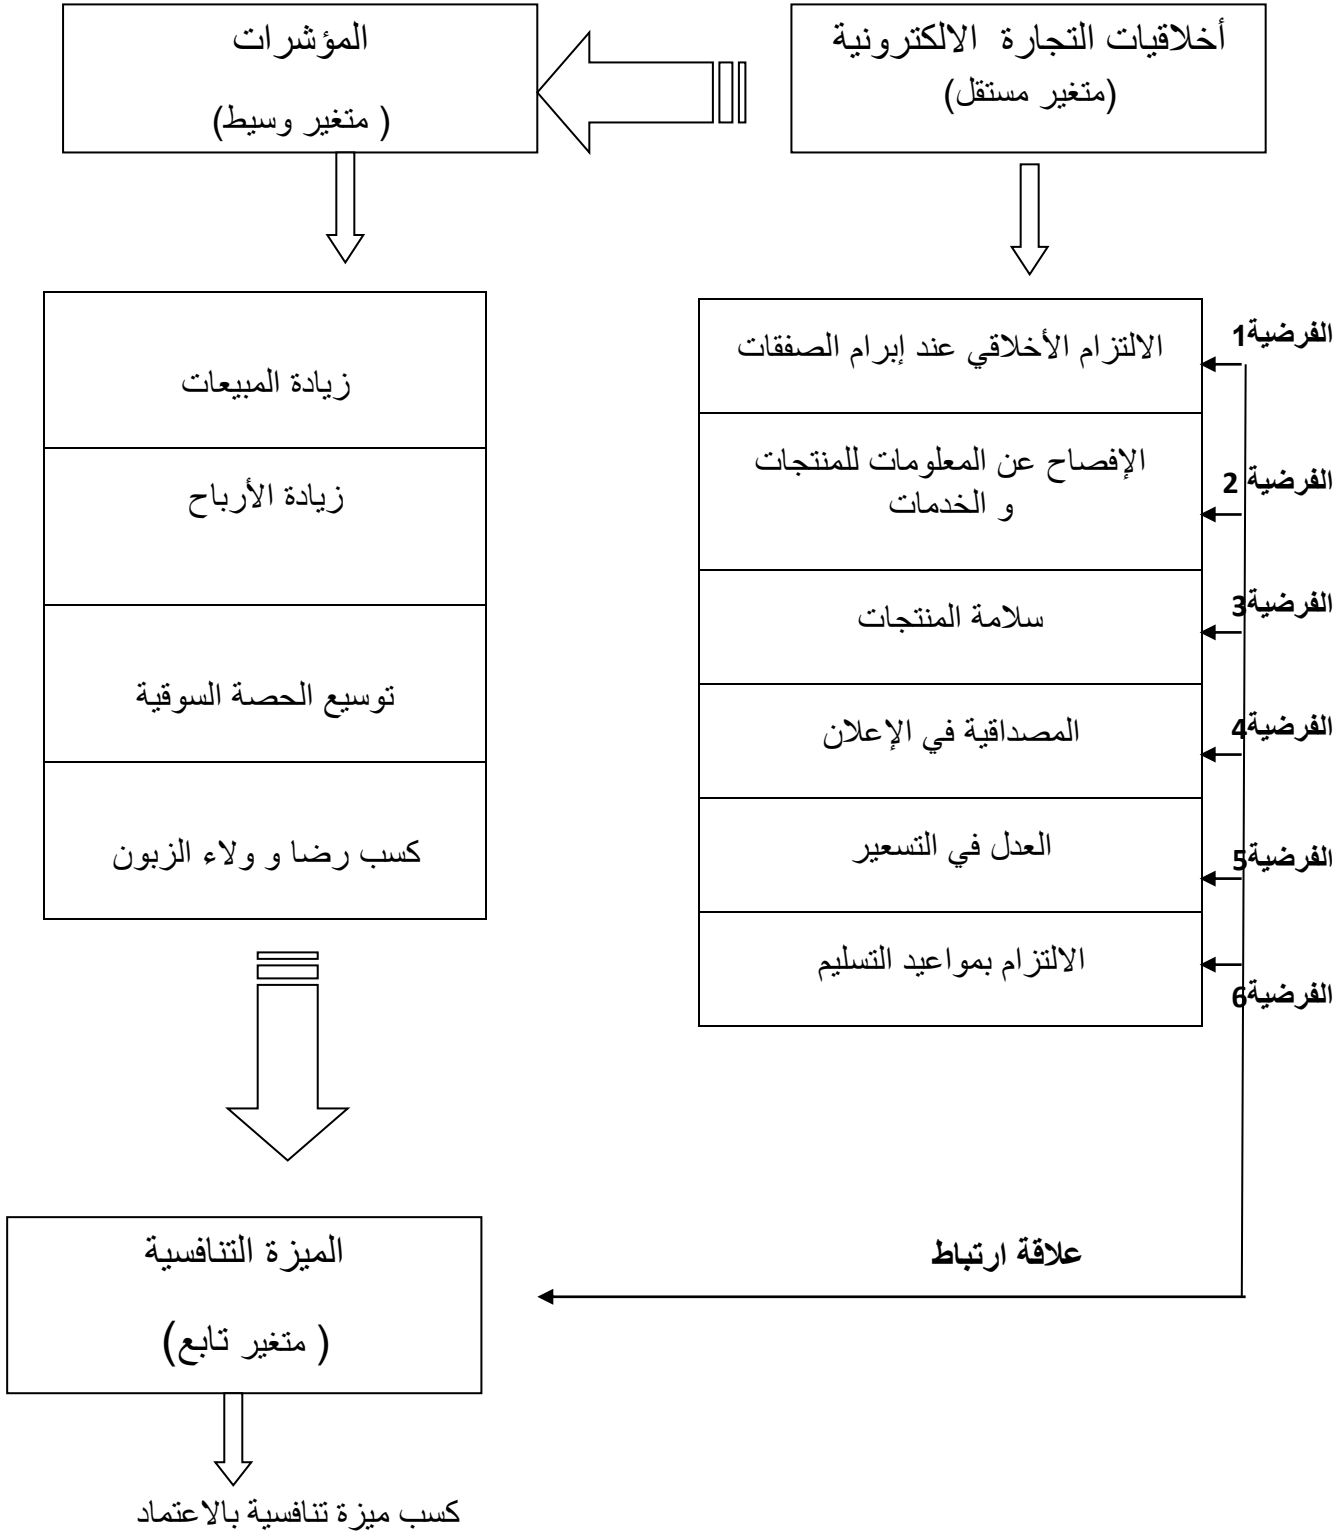 أخلاقيات التجارة الالكترونية
(متغير مستقل)
المؤشرات
( متغير وسيط)
الفرضية1
الالتزام الأخلاقي عند إبرام الصفقات
الفرضية 2
الإفصاح عن المعلومات للمنتجات
و الخدمات
الفرضية3
سلامة المنتجات
الفرضية4
المصداقية في الإعلان
الفرضية5
العدل في التسعير
الفرضية6
الالتزام بمواعيد التسليم
زيادة المبيعات
زيادة الأرباح
توسيع الحصة السوقية
كسب رضا و ولاء الزبون
علاقة ارتباط
الميزة التنافسية
( متغير تابع)
كسب ميزة تنافسية بالاعتماد